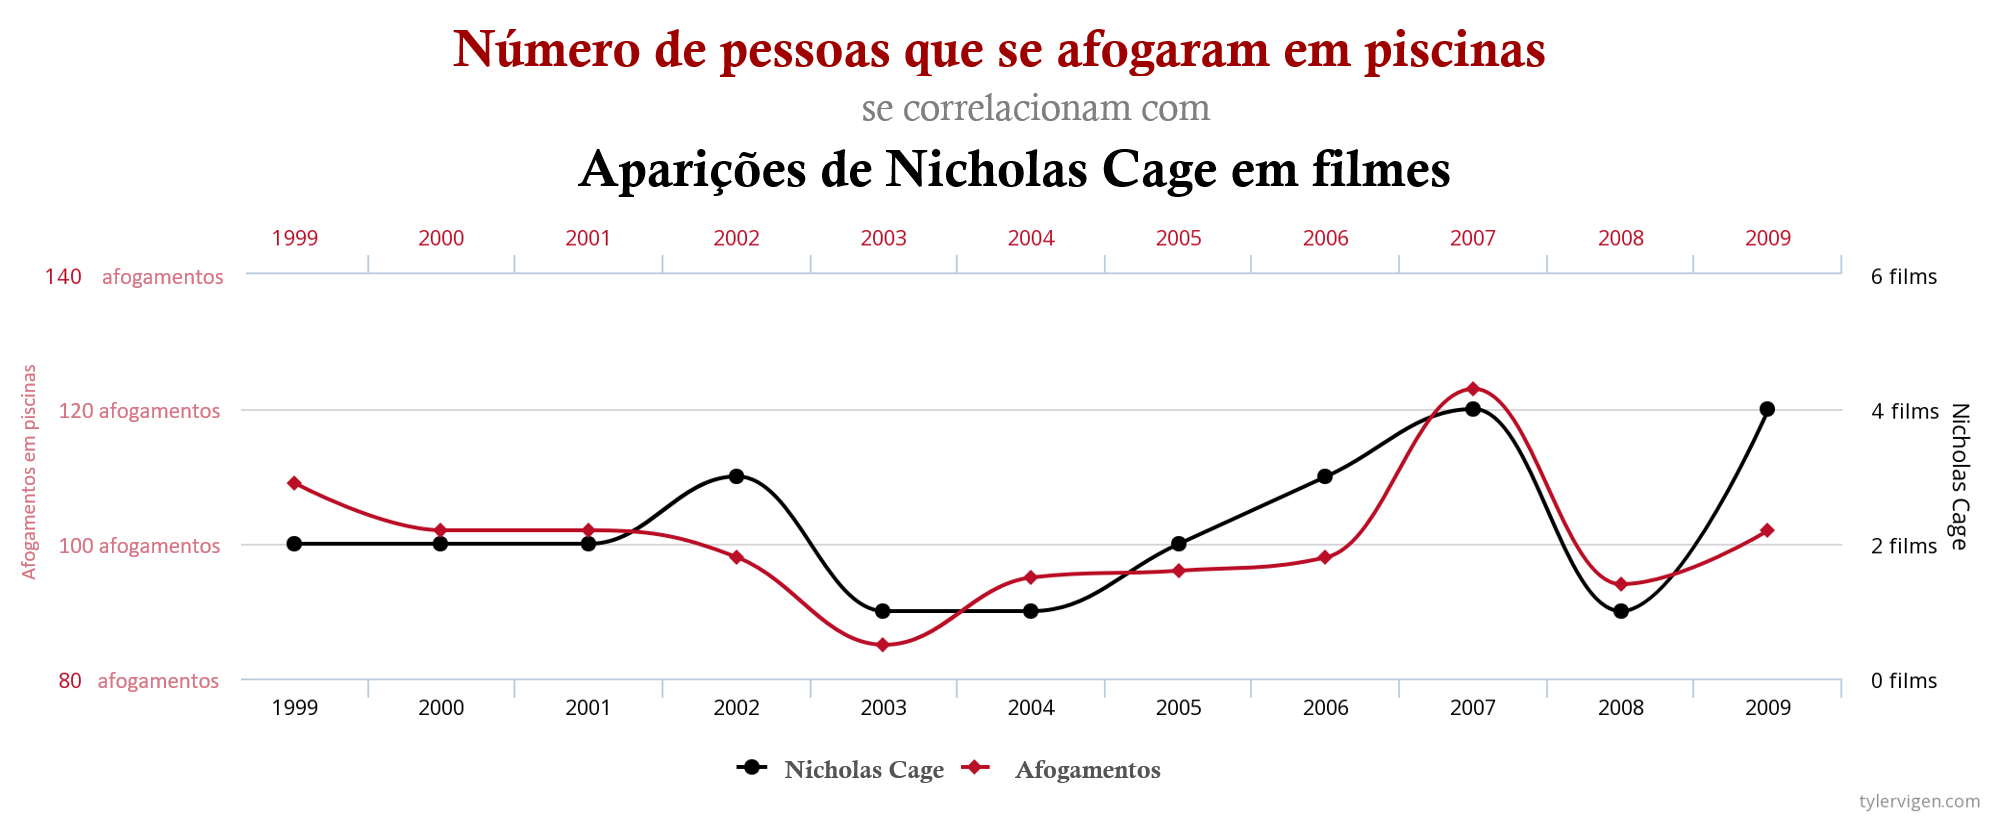 Número de pessoas que se afogaram em piscinas
se correlacionam com
Aparições de Nicholas Cage em filmes
1999 2000 2001 2002 2003 2004 2005 2006 2007 2008 2009
140 afogamentos
6 films
Afogamentos em piscinas
120 afogamentos
4 films
Nicholas Cage
100 afogamentos
2 films
80 afogamentos
0 films
1999 2000 2001 2002 2003 2004 2005 2006 2007 2008 2009
Nicholas Cage Afogamentos
tylervigen.com